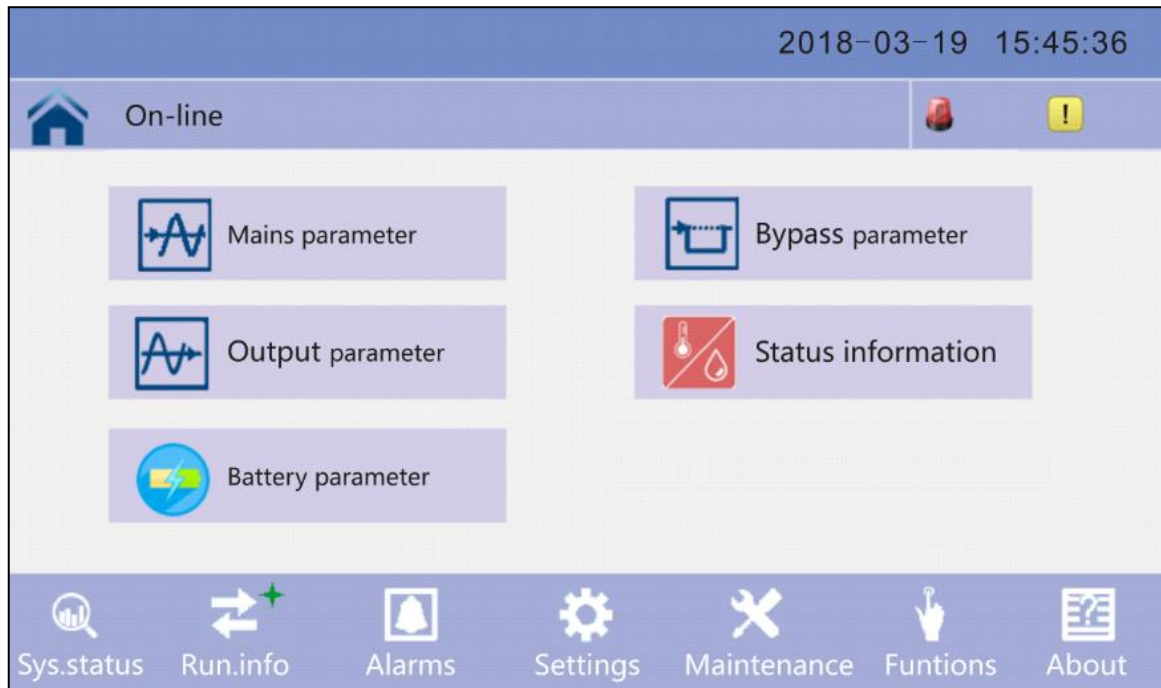 2018-03-19 15:45:36
On-line
!
Mains parameter
Bypass parameter
Output parameter
Status information
Battery parameter
Sys.status Run.info Alarms Settings Maintenance Funtions About